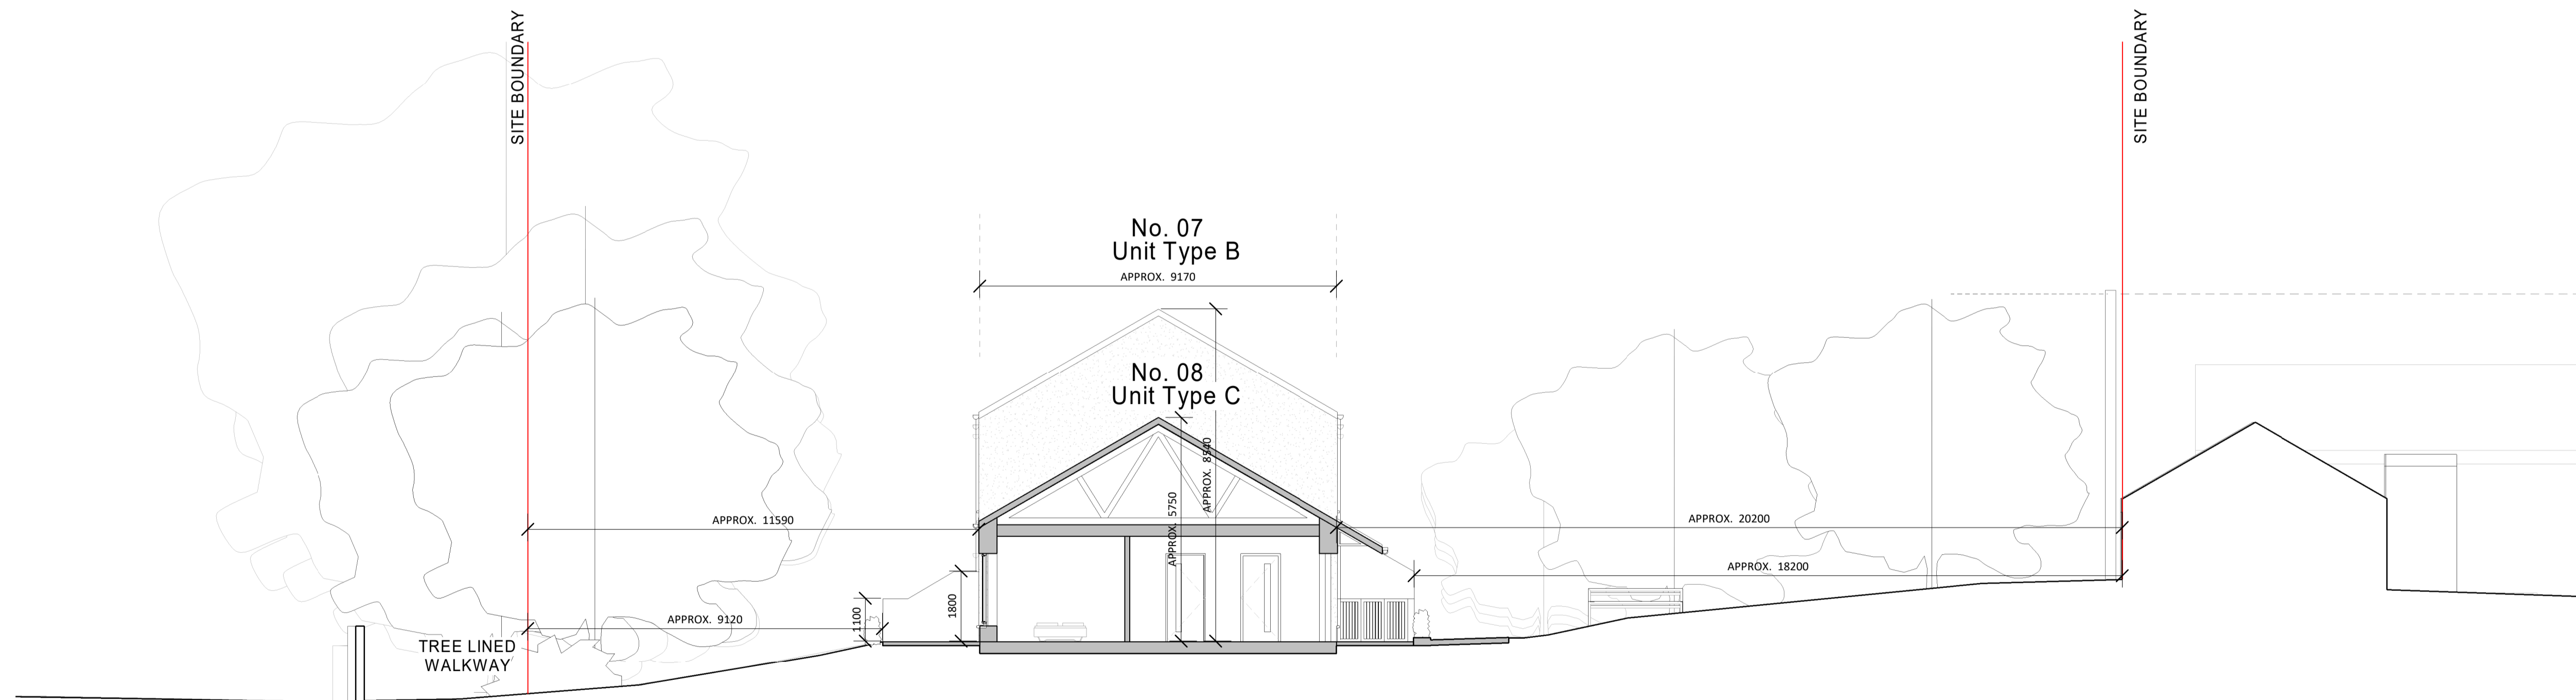 SITE BOUNDARY
SITE BOUNDARY
No. 07
Unit Type B
APPROX. 9170
No. 08
Unit Type C
APPROX. 8540
APPROX. 5750
APPROX. 11590
APPROX. 20200
APPROX. 18200
1100
1800
APPROX. 9120
TREE LINED
WALKWAY